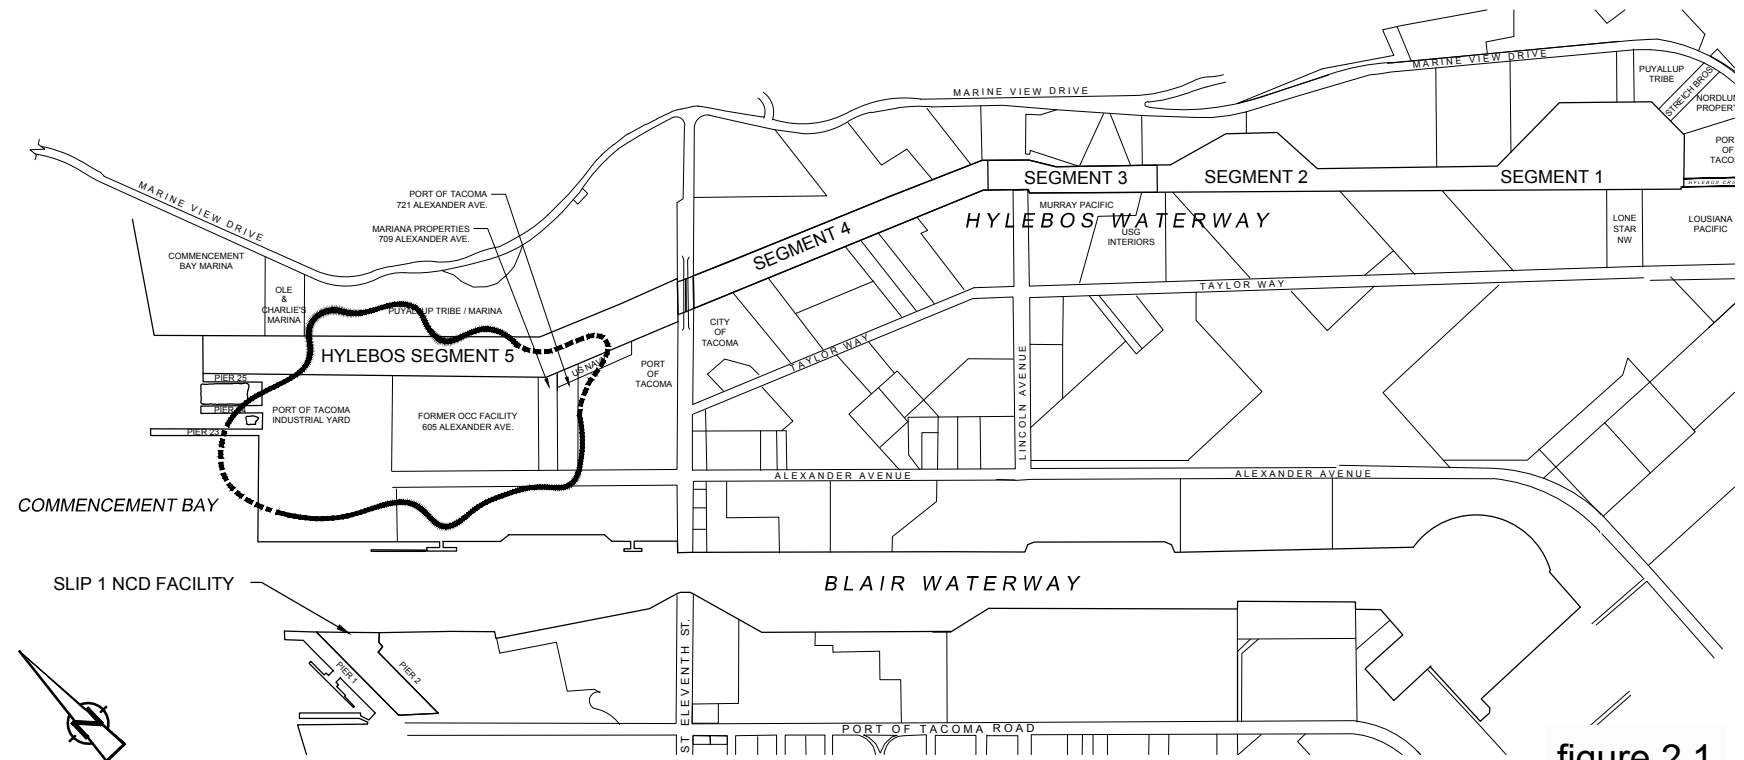 MARINE VIEW DRIVE
MARINE VIEW DRIVE
MARINE VIEW DRIVE
PUYALLUP
TRIBE
STREICH BROS
PORT OF TACOMA
721 ALEXANDER AVE.
MARIANA PROPERTIES
709 ALEXANDER AVE.
COMMENCEMENT
BAY MARINA
OLE
&
CHARLIE'S
MARINA
PUYALLUP TRIBE / MARINA
SEGMENT 4
SEGMENT 3
SEGMENT 2
SEGMENT 1
HYLEBOS WATERWAY
MURRAY PACIFIC
USG
INTERIORS
LONE
STAR
NW
LOUSIANA
PACIFIC
TAYLOR WAY
TAYLOR WAY
HYLEBOS SEGMENT 5
US NAVY
CITY
OF
TACOMA
PORT
OF
TACOMA
PIER 25
PIER 23
PORT OF TACOMA
INDUSTRIAL YARD
FORMER OCC FACILITY
605 ALEXANDER AVE.
LINCOLN AVENUE
ALEXANDER AVENUE
ALEXANDER AVENUE
COMMENCEMENT BAY
SLIP 1 NCD FACILITY
BLAIR WATERWAY
PIER 1
PIER 2
ST ELEVENTH ST.
PORT OF TACOMA ROAD
N
figure 2.1